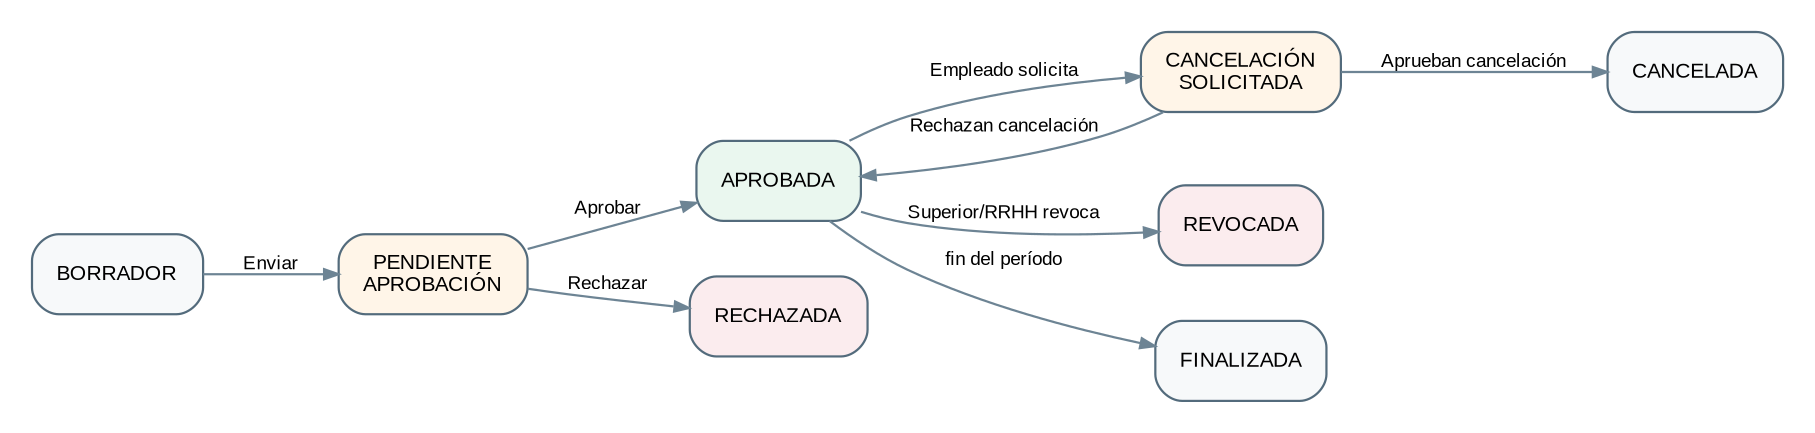 BORRADOR
Enviar
PENDIENTE
APROBACIÓN
Aprobar
Rechazar
APROBADA
RECHAZADA
Empleado solicita
Rechazan cancelación
Superior/RRHH revoca
fin del período
CANCELACIÓN
SOLICITADA
REVOCADA
FINALIZADA
Aprueban cancelación
CANCELADA